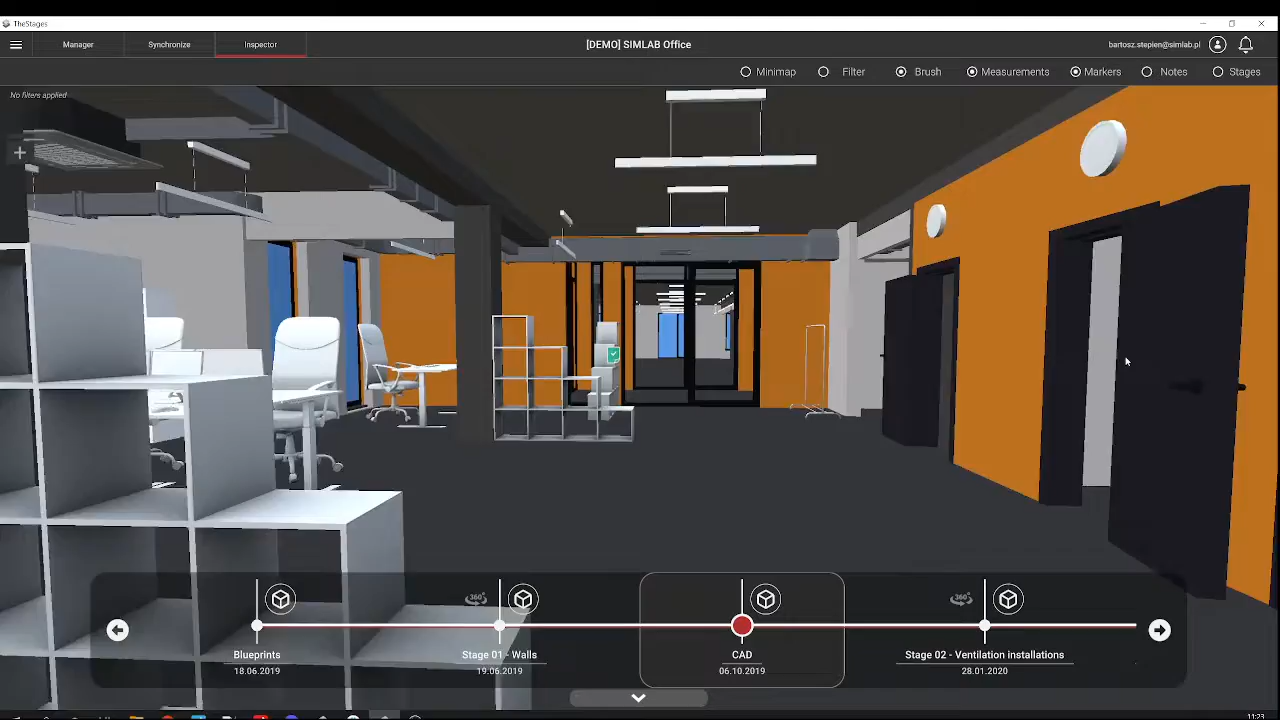 TheStages
Manager
Synchronize
Inspector
[DEMO] SIMLAB Office
bartosz.stepien@simlab.pl
Minimap
Filter
Brush
Measurements
Markers
Notes
Stages
No filters applied
360°
360°
Blueprints
18.06.2019
Stage 01 - Walls
19.06.2019
CAD
06.10.2019
Stage 02 - Ventilation installations
28.01.2020
11:23